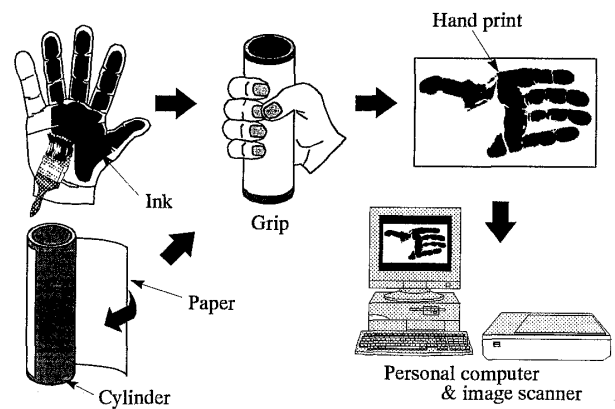 Hand print
Ink
Grip
Paper
Cylinder
Personal computer
& image scanner